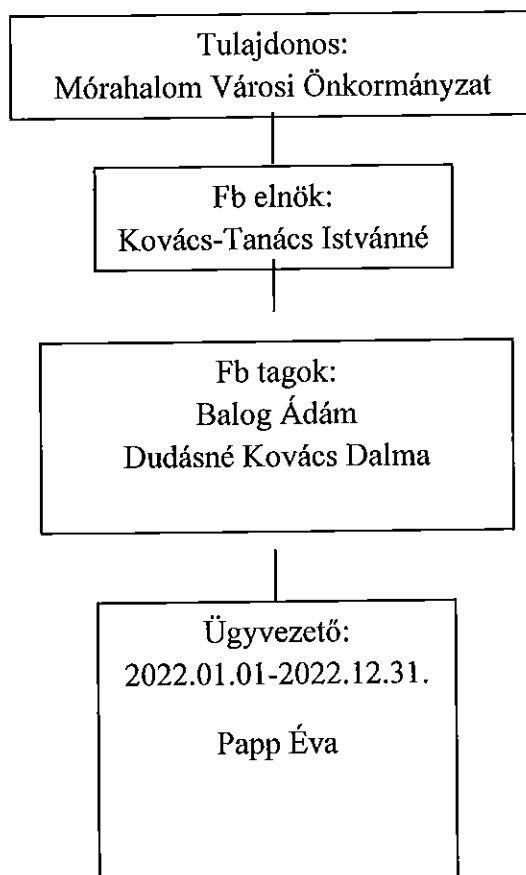 Tulajdonos:
Mórahalom Városi Önkormányzat
Fb elnök:
Kovács-Tanács Istvánné
Fb tagok:
Balog Ádám
Dudásné Kovács Dalma
Ügyvezető:
2022.01.01-2022.12.31.
Papp Éva